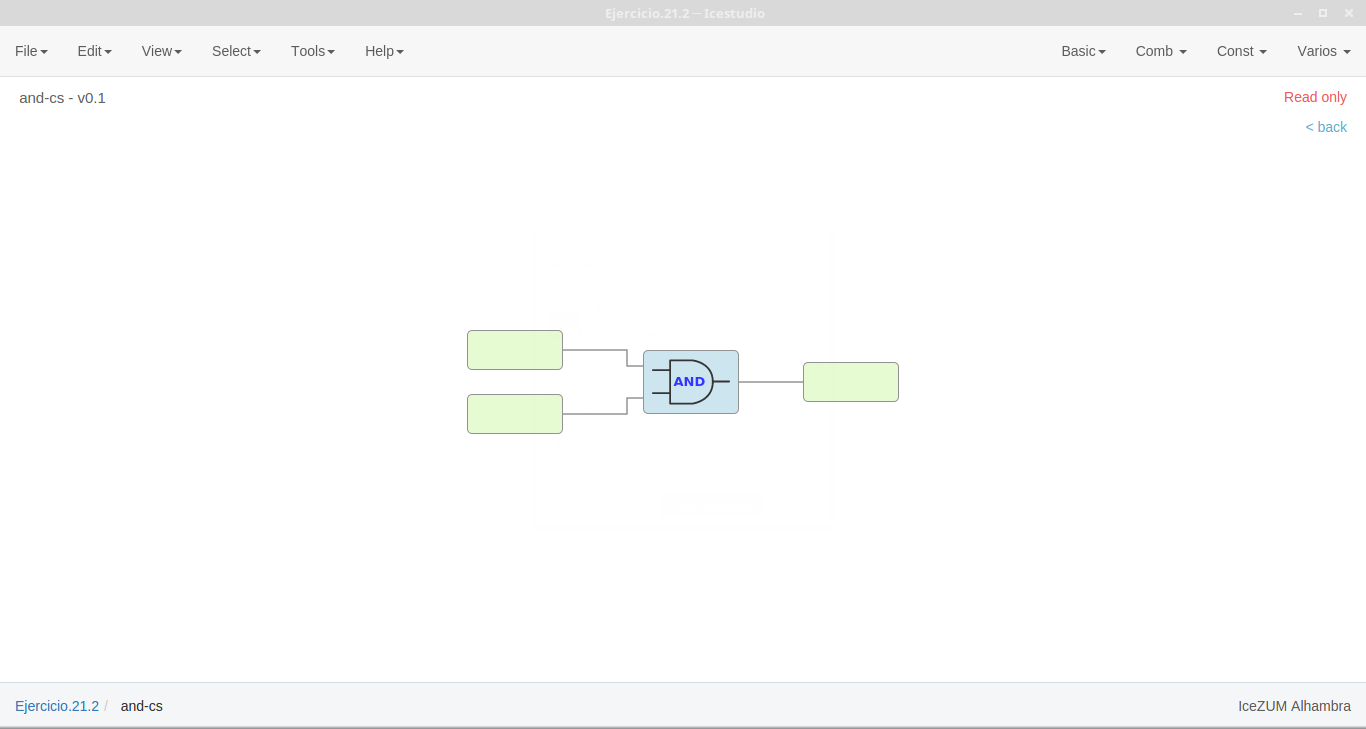 Ejercicio.21.2 – Icestudio
File Edit View Select Tools Help Basic Comb Const Varios
and-cs - v0.1
Read only
< back
AND
Ejercicio.21.2 / and-cs
IceZUM Alhambra